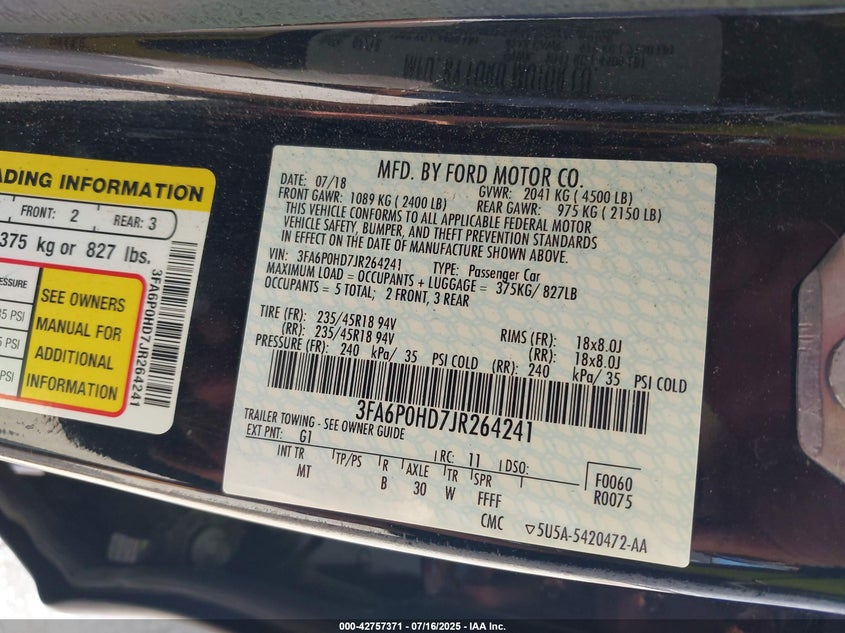 ADING INFORMATION
FRONT: 2 REAR: 3
375 kg or 827 lbs.
ESSURE
SEE OWNERS
MANUAL FOR
ADDITIONAL
INFORMATION
5 PSI
5 PSI
PSI
3FA6P0HD7JR264241
MFD. BY FORD MOTOR CO.
DATE: 07/18 GVWR: 2041 KG ( 4500 LB)
FRONT GAWR: 1089 KG ( 2400 LB) REAR GAWR: 975 KG ( 2150 LB)
THIS VEHICLE CONFORMS TO ALL APPLICABLE FEDERAL MOTOR
VEHICLE SAFETY, BUMPER, AND THEFT PREVENTION STANDARDS
IN EFFECT ON THE DATE OF MANUFACTURE SHOWN ABOVE.
VIN: 3FA6P0HD7JR264241 TYPE: Passenger Car
MAXIMUM LOAD = OCCUPANTS + LUGGAGE = 375KG/ 827LB
OCCUPANTS = 5 TOTAL; 2 FRONT, 3 REAR
TIRE (FR): 235/45R18 94V RIMS (FR): 18x8.0J
(RR): 235/45R18 94V (RR): 18x8.0J
PRESSURE (FR): 240 kPa/ 35 PSI COLD (RR): 240 kPa/ 35 PSI COLD
3FA6P0HD7JR264241
TRAILER TOWING - SEE OWNER GUIDE
EXT PNT: G1 RC: 11 DSO:
INT TR TP/PS R AXLE TR SPR
MT B 30 W FFFF
F0060
R0075
CMC ▽5U5A-5420472-AA
000-42757371 | 07/16/2025 - IAA Inc.